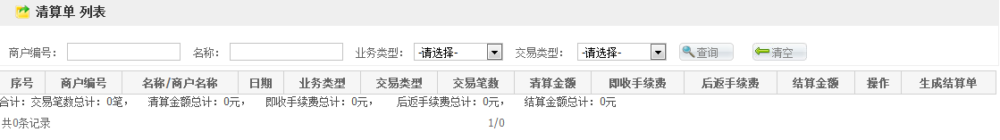 清算单 列表
商户编号： 名称： 业务类型： -请选择- 交易类型： -请选择- 查询 清空
序号 商户编号 名称/商户名称 日期 业务类型 交易类型 交易笔数 清算金额 即收手续费 后返手续费 结算金额 操作 生成结算单
合计：交易笔数总计：0笔， 清算金额总计：0元， 即收手续费总计：0元， 后返手续费总计：0元， 结算金额总计：0元
共0条记录 1/0